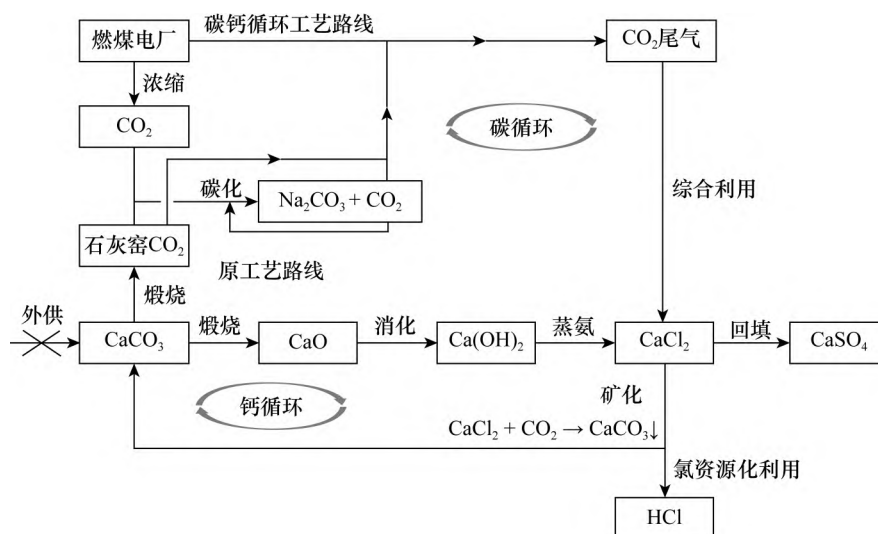 燃煤电厂
碳钙循环工艺路线
CO₂尾气
浓缩
CO₂
碳循环
碳化
Na₂CO₃ + CO₂
综合利用
石灰窑CO₂
原工艺路线
煅烧
外供
CaCO₃
煅烧
CaO
消化
Ca(OH)₂
蒸氨
CaCl₂
回填
CaSO₄
钙循环
矿化
CaCl₂ + CO₂ → CaCO₃↓
氯资源化利用
HCl